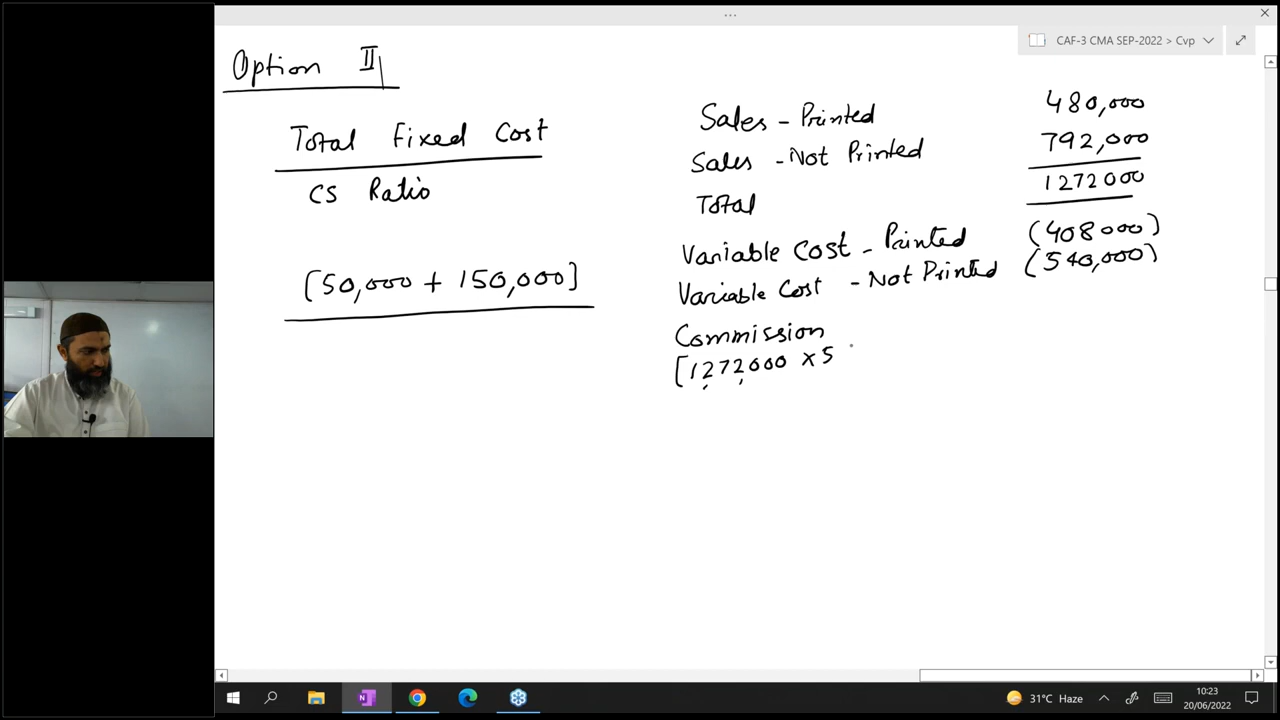 CAF-3 CMA SEP-2022 > Cvp
Option II
Total Fixed Cost
CS Ratio
[50,000 + 150,000]
Sales - Printed 480,000
Sales - Not Printed 792,000
Total 1272000
Variable Cost - Printed (408000)
Variable Cost - Not Printed (540,000)
Commission
[1272000 x 5
31°C Haze
10:23
20/06/2022